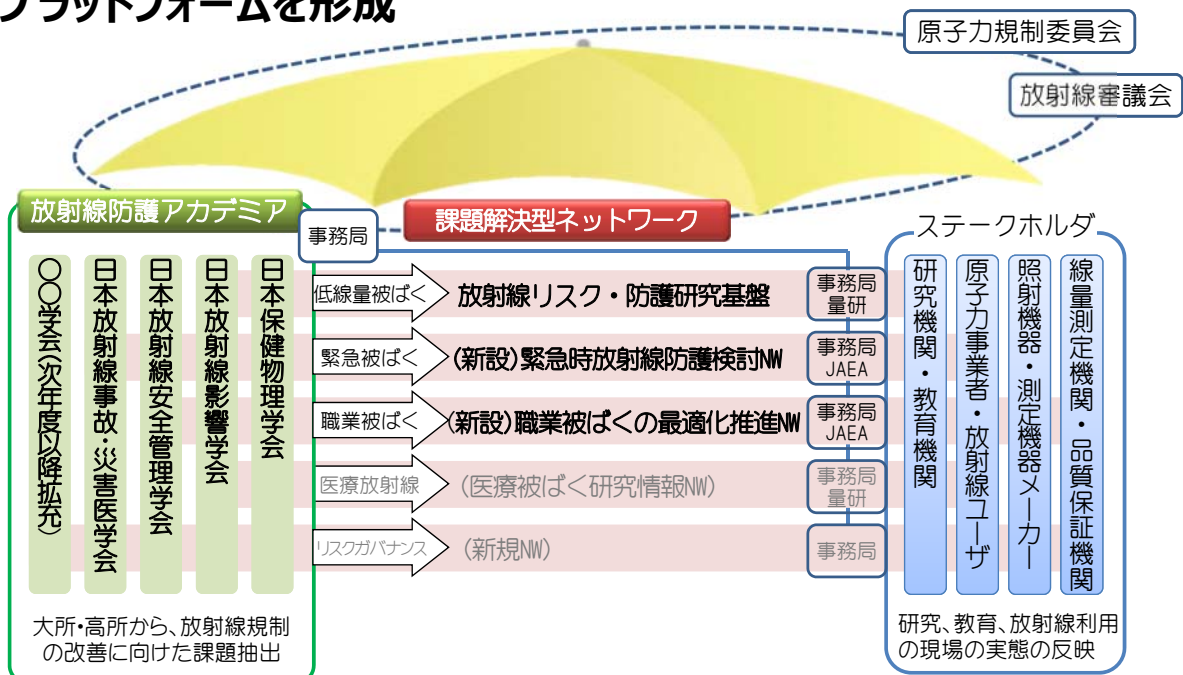 プラットフォームを形成
原子力規制委員会
放射線審議会
放射線防護アカデミア
事務局
課題解決型ネットワーク
ステークホルダ
〇〇学会(次年度以降拡充)
日本放射線事故・災害医学会
日本放射線安全管理学会
日本放射線影響学会
日本保健物理学会
低線量被ばく
放射線リスク・防護研究基盤
事務局
量研
緊急被ばく
(新設)緊急時放射線防護検討NW
事務局
JAEA
職業被ばく
(新設)職業被ばくの最適化推進NW
事務局
JAEA
医療放射線
(医療被ばく研究情報NW)
事務局
量研
リスクガバナンス
(新規NW)
事務局
研究機関・教育機関
原子力事業者・放射線ユーザ
照射機器・測定機器メーカー
線量測定機関・品質保証機関
大所・高所から、放射線規制
の改善に向けた課題抽出
研究、教育、放射線利用
の現場の実態の反映